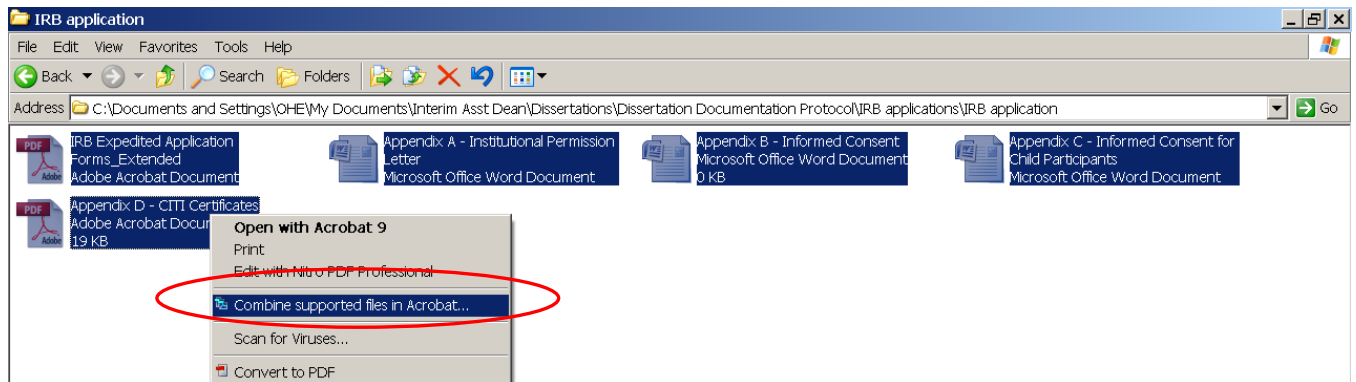 IRB application
File Edit View Favorites Tools Help
Back Search Folders
Address C:\Documents and Settings\OHE\My Documents\Interim Asst Dean\Dissertations\Dissertation Documentation Protocol\IRB applications\IRB application Go
PDF Adobe
IRB Expedited Application
Forms_Extended
Adobe Acrobat Document
Appendix A - Institutional Permission
Letter
Microsoft Office Word Document
Appendix B - Informed Consent
Microsoft Office Word Document
0 KB
Appendix C - Informed Consent for
Child Participants
Microsoft Office Word Document
PDF Adobe
Appendix D - CITI Certificates
Adobe Acrobat Docur
19 KB
Open with Acrobat 9
Print
Edit with Nitro PDF Professional
Combine supported files in Acrobat...
Scan for Viruses...
Convert to PDF